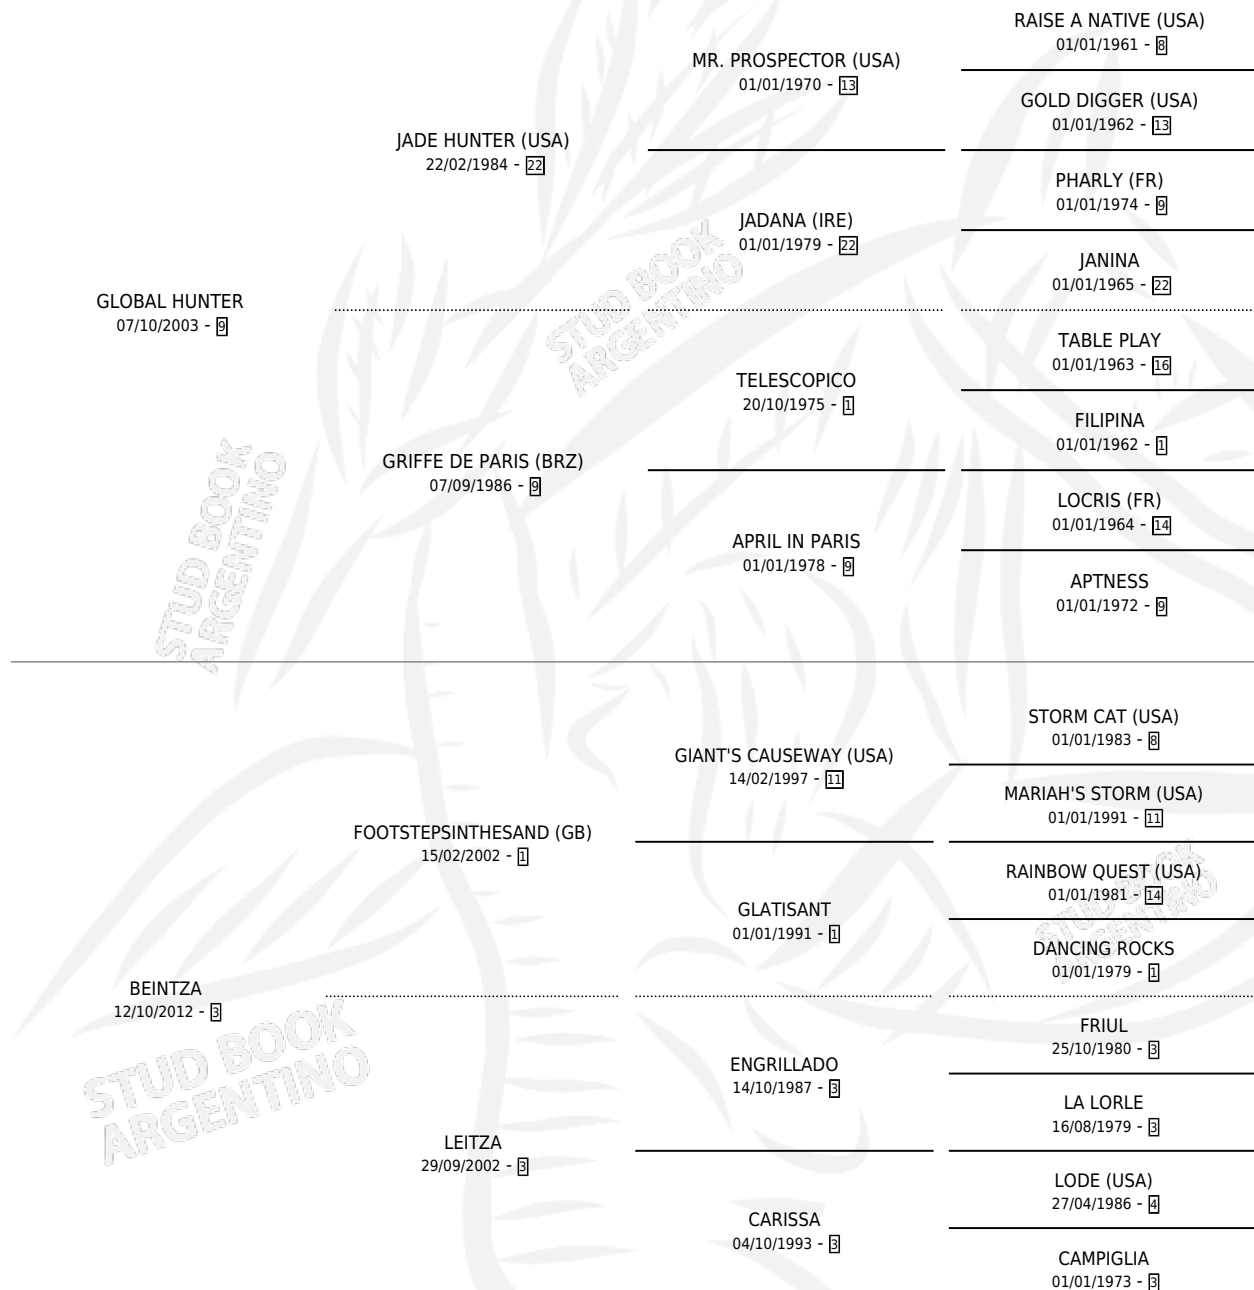 RAISE A NATIVE (USA)
01/01/1961 - 8
MR. PROSPECTOR (USA)
01/01/1970 - 13
GOLD DIGGER (USA)
01/01/1962 - 13
JADE HUNTER (USA)
22/02/1984 - 22
PHARLY (FR)
01/01/1974 - 9
JADANA (IRE)
01/01/1979 - 22
JANINA
01/01/1965 - 22
GLOBAL HUNTER
07/10/2003 - 9
TABLE PLAY
01/01/1963 - 16
TELESCOPICO
20/10/1975 - 1
FILIPINA
01/01/1962 - 1
GRIFFE DE PARIS (BRZ)
07/09/1986 - 9
LOCRIS (FR)
01/01/1964 - 14
APRIL IN PARIS
01/01/1978 - 9
APTNESS
01/01/1972 - 9
STORM CAT (USA)
01/01/1983 - 8
GIANT'S CAUSEWAY (USA)
14/02/1997 - 11
MARIAH'S STORM (USA)
01/01/1991 - 11
FOOTSTEPSINTHESAND (GB)
15/02/2002 - 1
RAINBOW QUEST (USA)
01/01/1981 - 14
GLATISANT
01/01/1991 - 1
DANCING ROCKS
01/01/1979 - 1
BEINTZA
12/10/2012 - 3
FRIUL
25/10/1980 - 3
ENGRILLADO
14/10/1987 - 3
LA LORLE
16/08/1979 - 3
LEITZA
29/09/2002 - 3
LODE (USA)
27/04/1986 - 4
CARISSA
04/10/1993 - 3
CAMPIGLIA
01/01/1973 - 3
STUD BOOK
ARGENTINO
STUD BOOK
ARGENTINO
STUD BOOK
ARGENTINO
STUD BOOK
ARGENTINO